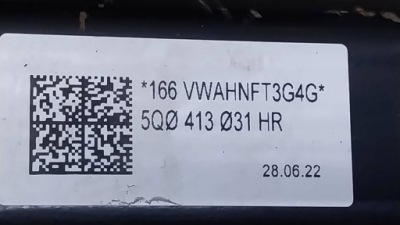 *166 VWAHNFT3G4G*
5QØ 413 Ø31 HR
28.06.22